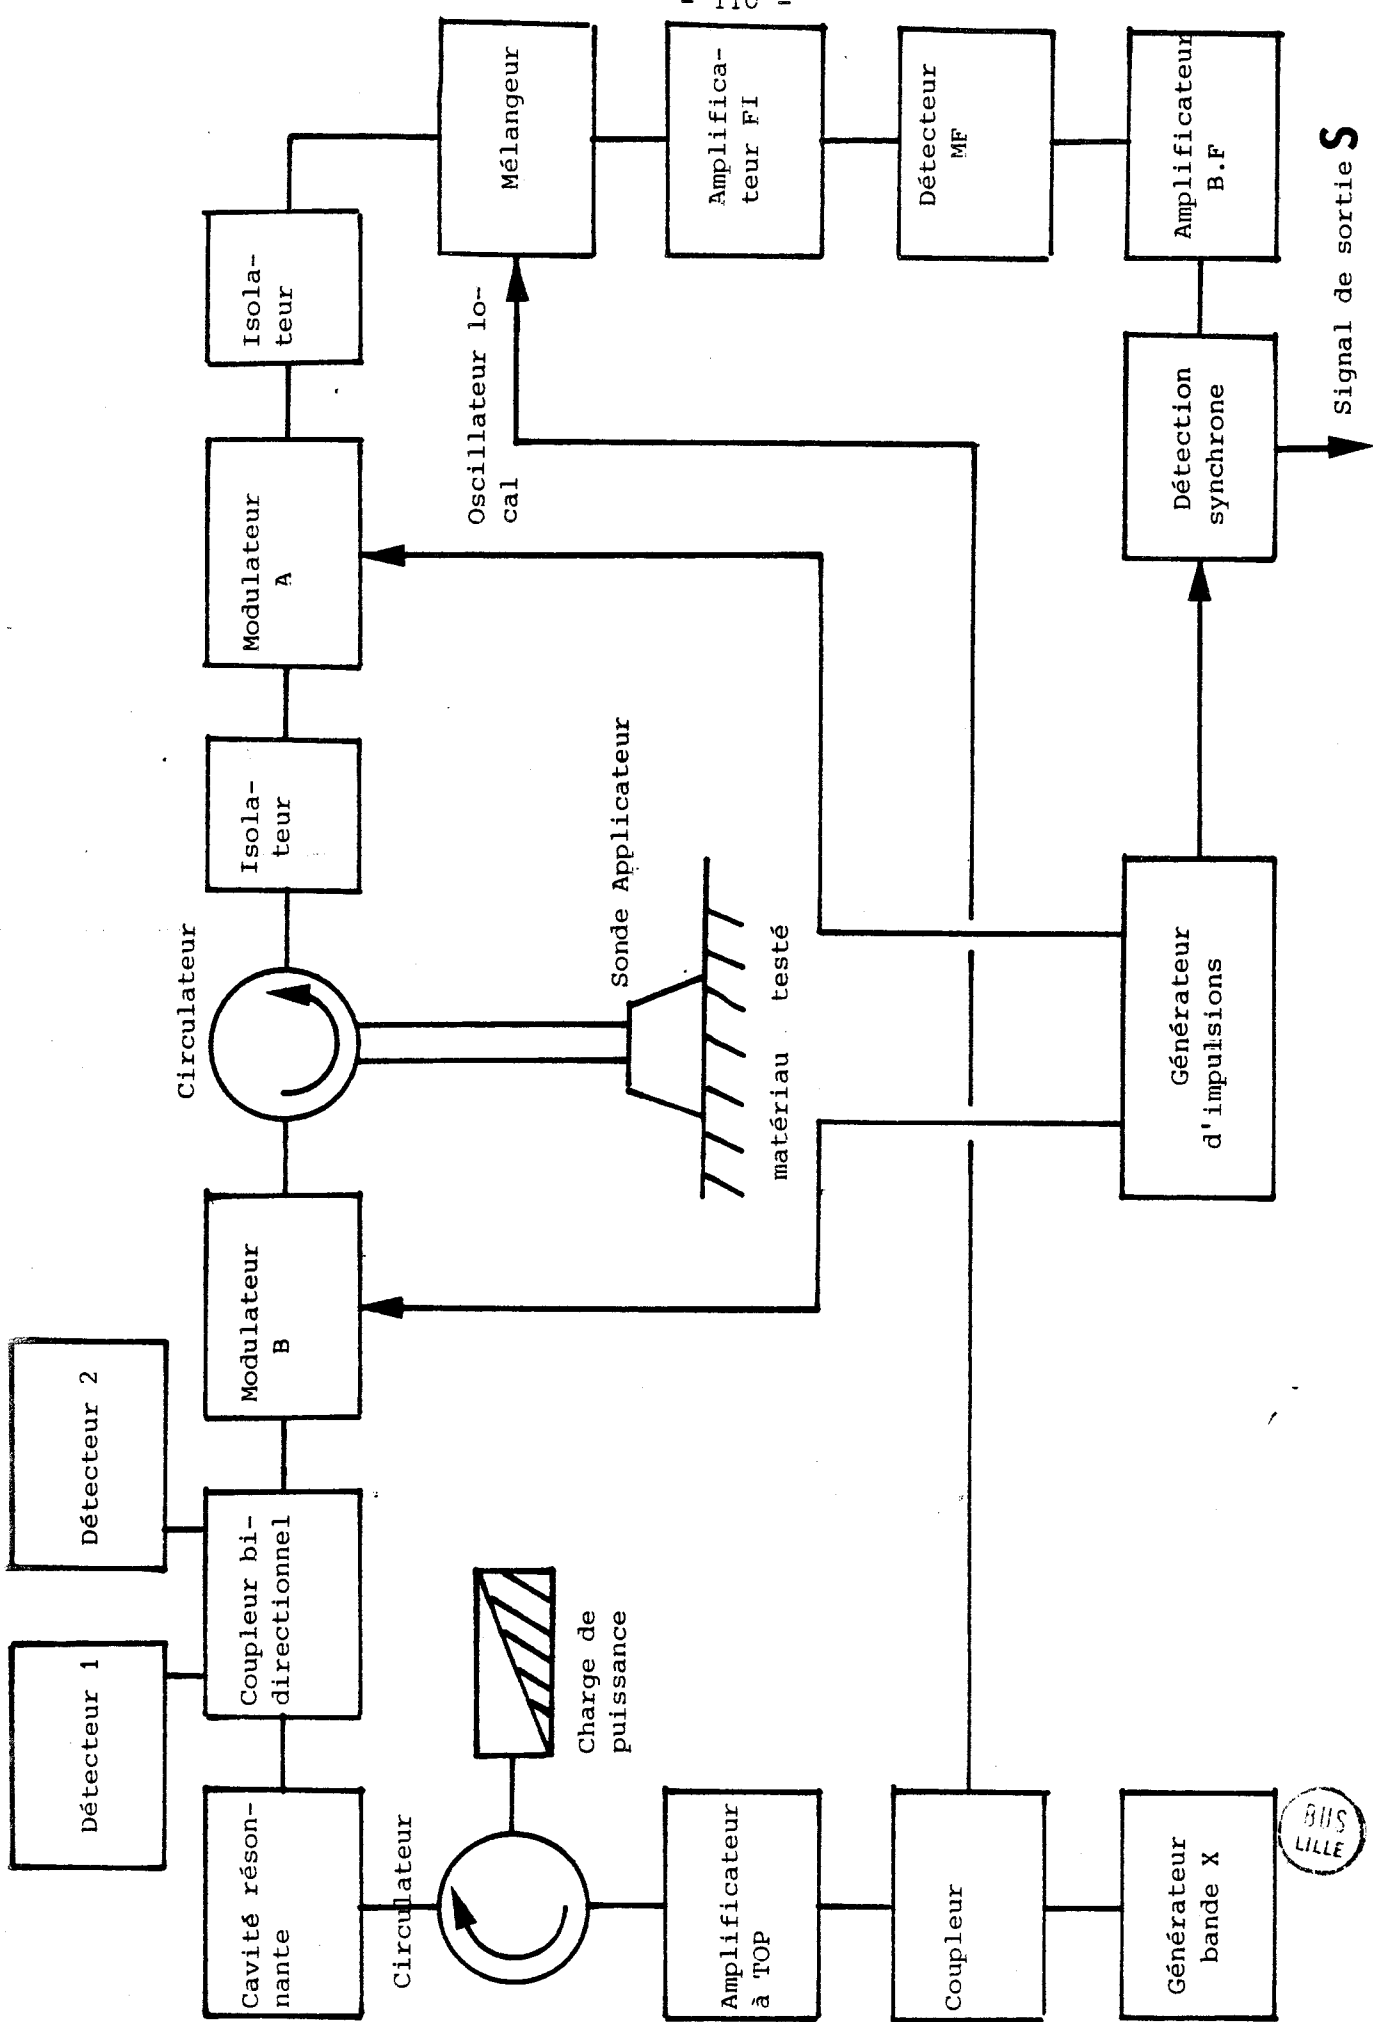 - 110 -
Détecteur 1
Détecteur 2
Cavité réson-
nante
Coupleur bi-
directionnel
Modulateur
B
Circulateur
Isola-
teur
Modulateur
A
Isola-
teur
Circulateur
Charge de
puissance
Sonde Applicateur
matériau testé
Oscillateur lo-
cal
Mélangeur
Amplificateur
à TOP
Amplifica-
teur FI
Coupleur
Détecteur
MF
Générateur
bande X
Générateur
d'impulsions
Détection
synchrone
Amplificateur
B.F
Signal de sortie S
BUS
LILLE